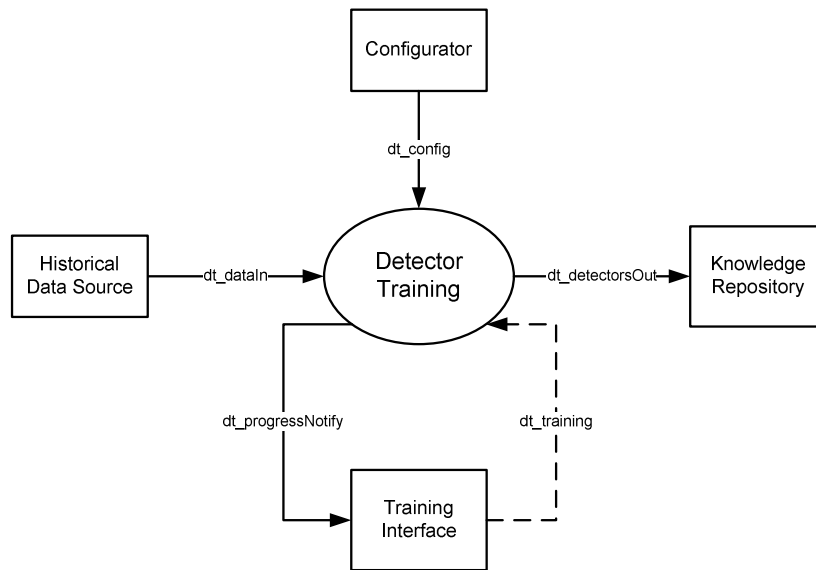 Configurator
dt_config
Historical
Data Source
dt_dataIn
Detector
Training
dt_detectorsOut
Knowledge
Repository
dt_progressNotify
dt_training
Training
Interface